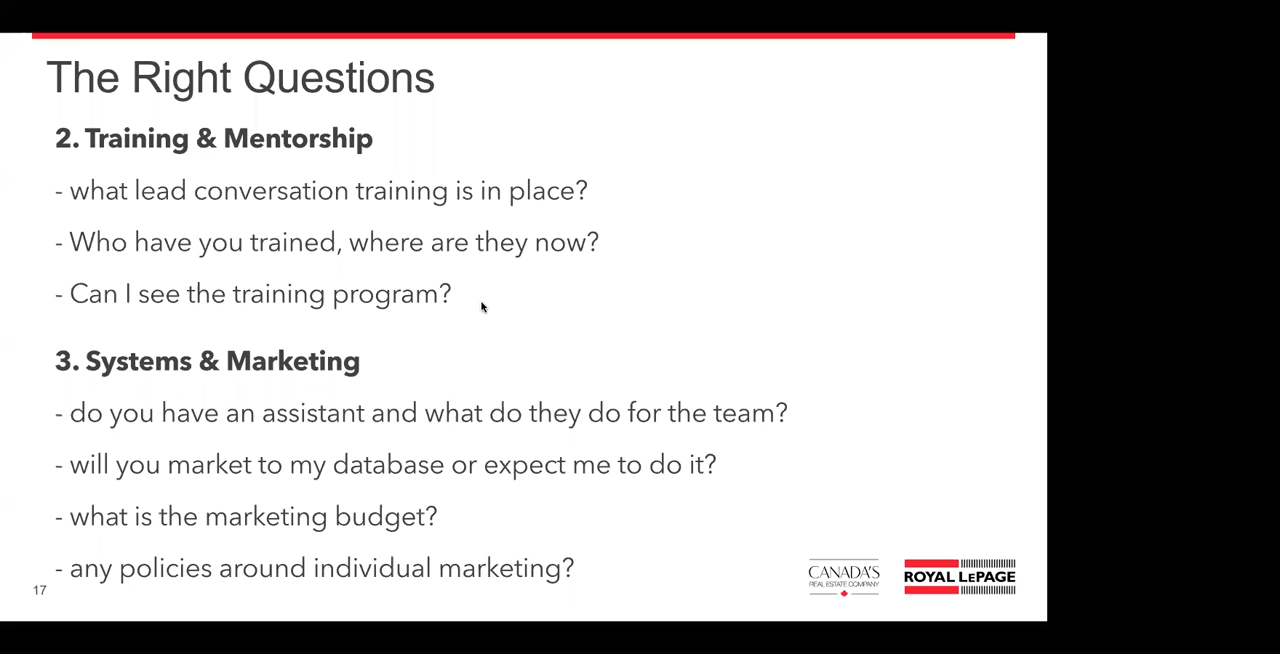 The Right Questions
2. Training & Mentorship
- what lead conversation training is in place?
- Who have you trained, where are they now?
- Can I see the training program?
3. Systems & Marketing
- do you have an assistant and what do they do for the team?
- will you market to my database or expect me to do it?
- what is the marketing budget?
- any policies around individual marketing?
17
CANADA'S
REAL ESTATE COMPANY
ROYAL LEPAGE